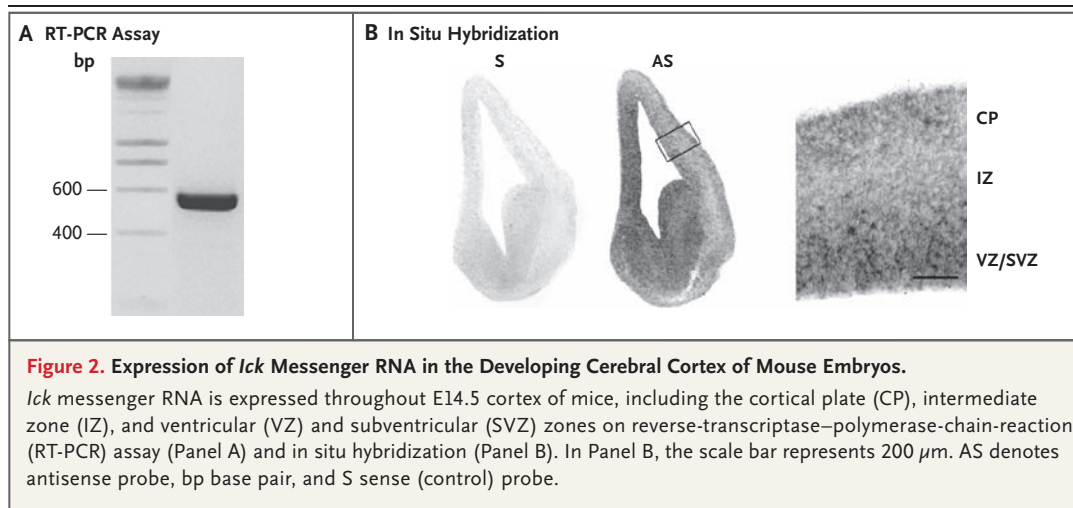 A RT-PCR Assay
bp
600
400
B In Situ Hybridization
S
AS
CP
IZ
VZ/SVZ
Figure 2. Expression of Ick Messenger RNA in the Developing Cerebral Cortex of Mouse Embryos.
Ick messenger RNA is expressed throughout E14.5 cortex of mice, including the cortical plate (CP), intermediate
zone (IZ), and ventricular (VZ) and subventricular (SVZ) zones on reverse-transcriptase–polymerase-chain-reaction
(RT-PCR) assay (Panel A) and in situ hybridization (Panel B). In Panel B, the scale bar represents 200 μm. AS denotes
antisense probe, bp base pair, and S sense (control) probe.